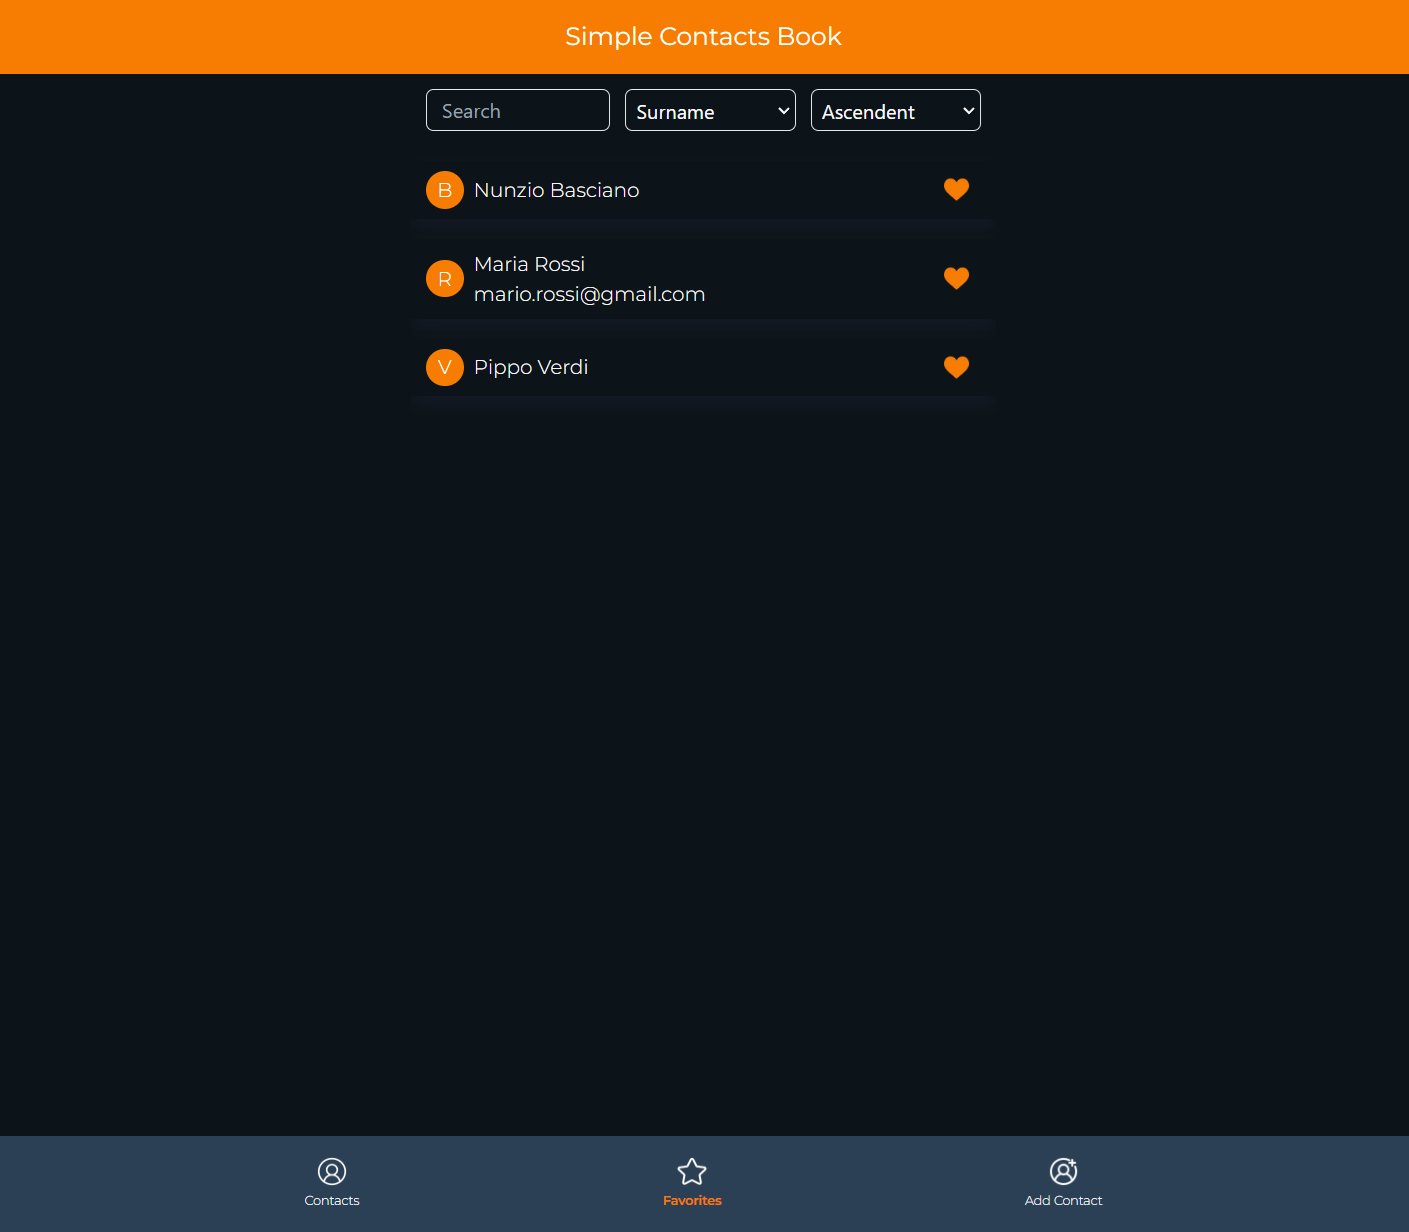 Simple Contacts Book
Search Surname Ascendent
B Nunzio Basciano
Maria Rossi
R
mario.rossi@gmail.com
V Pippo Verdi
Contacts Favorites Add Contact